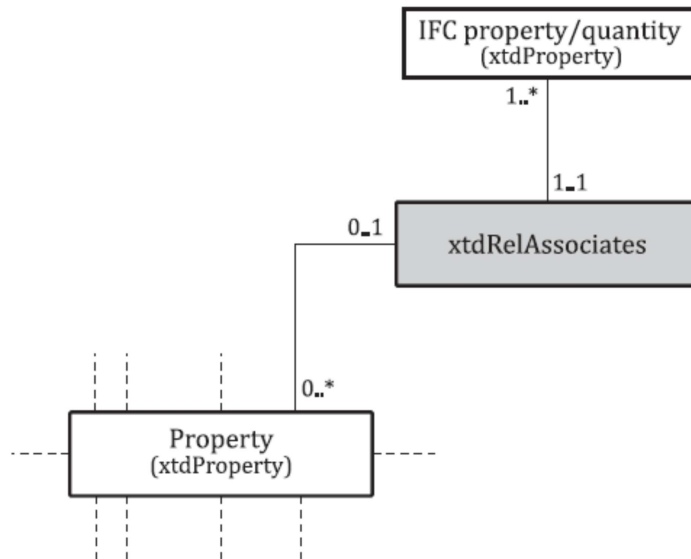 IFC property/quantity
(xtdProperty)
1..*
1..1
0..1
xtdRelAssociates
0..*
Property
(xtdProperty)